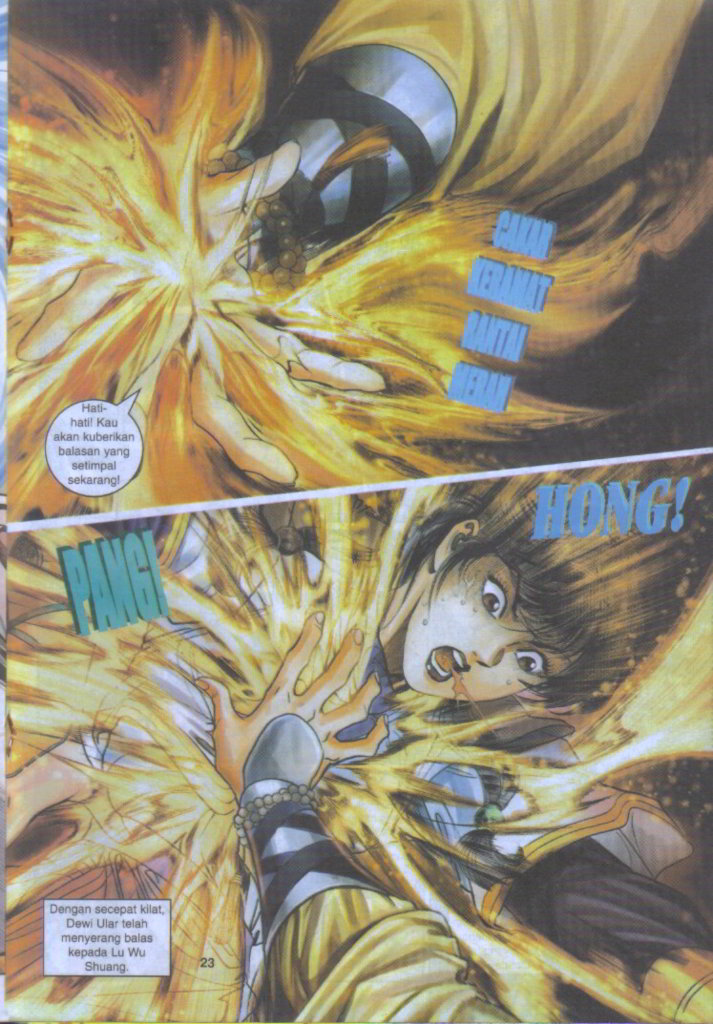 CAKAR
KERAMAT
RANTAI
MERAH
Hati-
hati! Kau
akan kuberikan
balasan yang
setimpal
sekarang!
HONG!
PANG!
Dengan secepat kilat,
Dewi Ular telah
menyerang balas
kepada Lu Wu
Shuang.
23